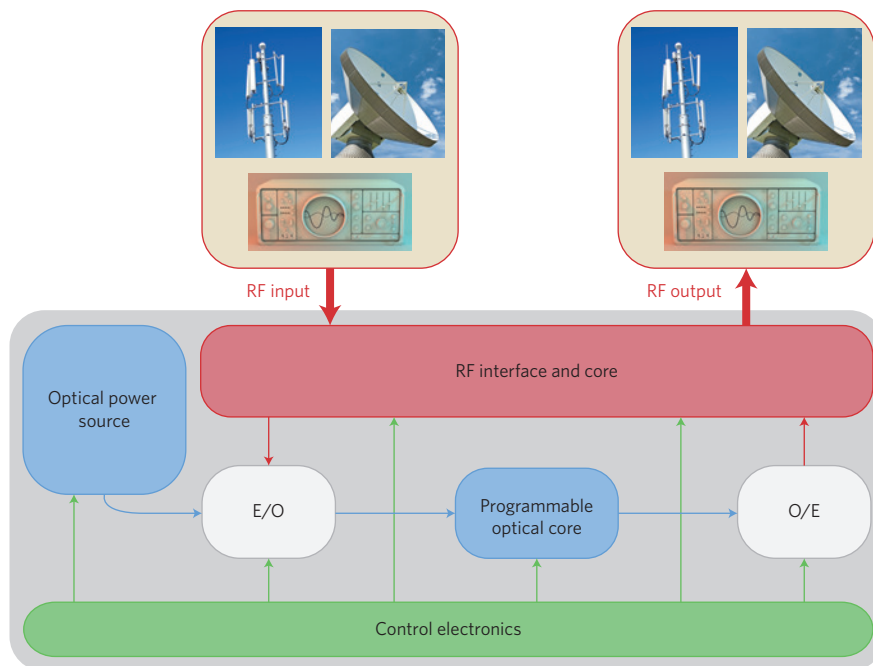 RF input
RF output
Optical power
source
RF interface and core
E/O
Programmable
optical core
O/E
Control electronics